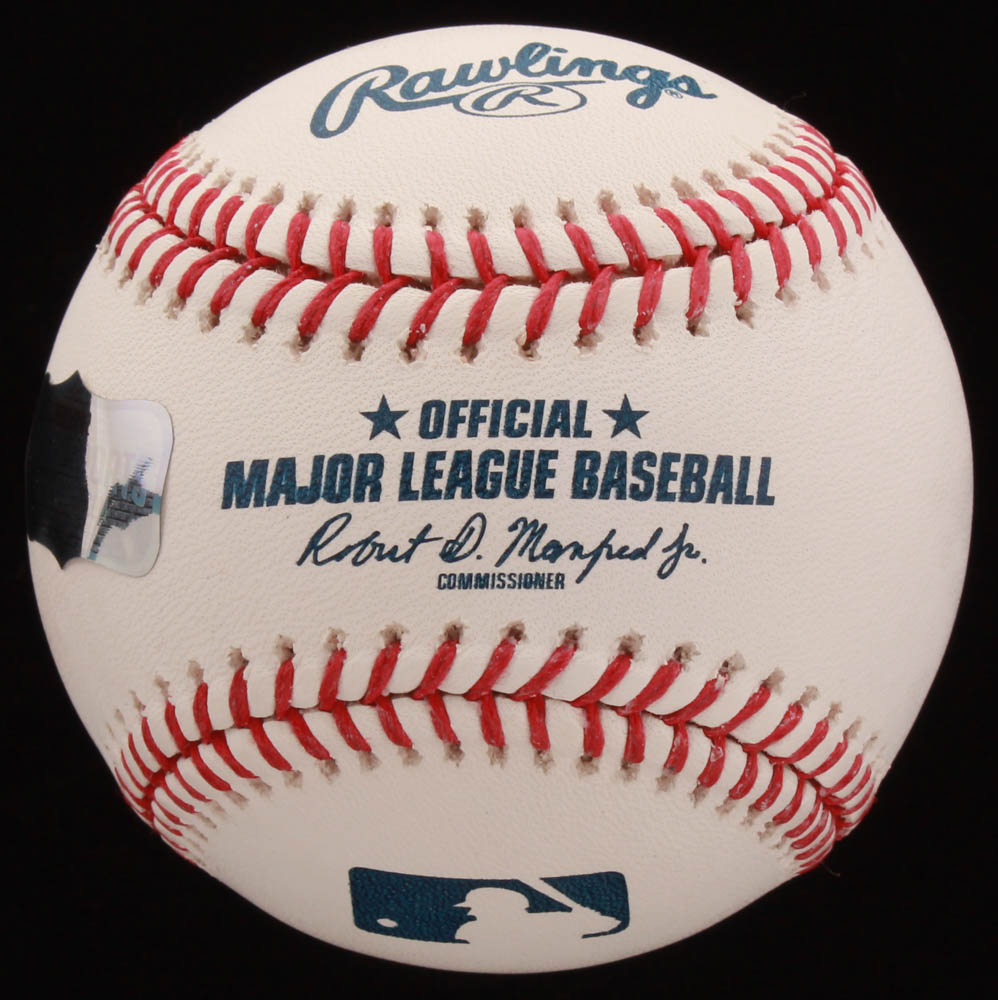 Rawlings®
R
★ OFFICIAL ★
MAJOR LEAGUE BASEBALL
Robert D. Manfred Jr.
COMMISSIONER